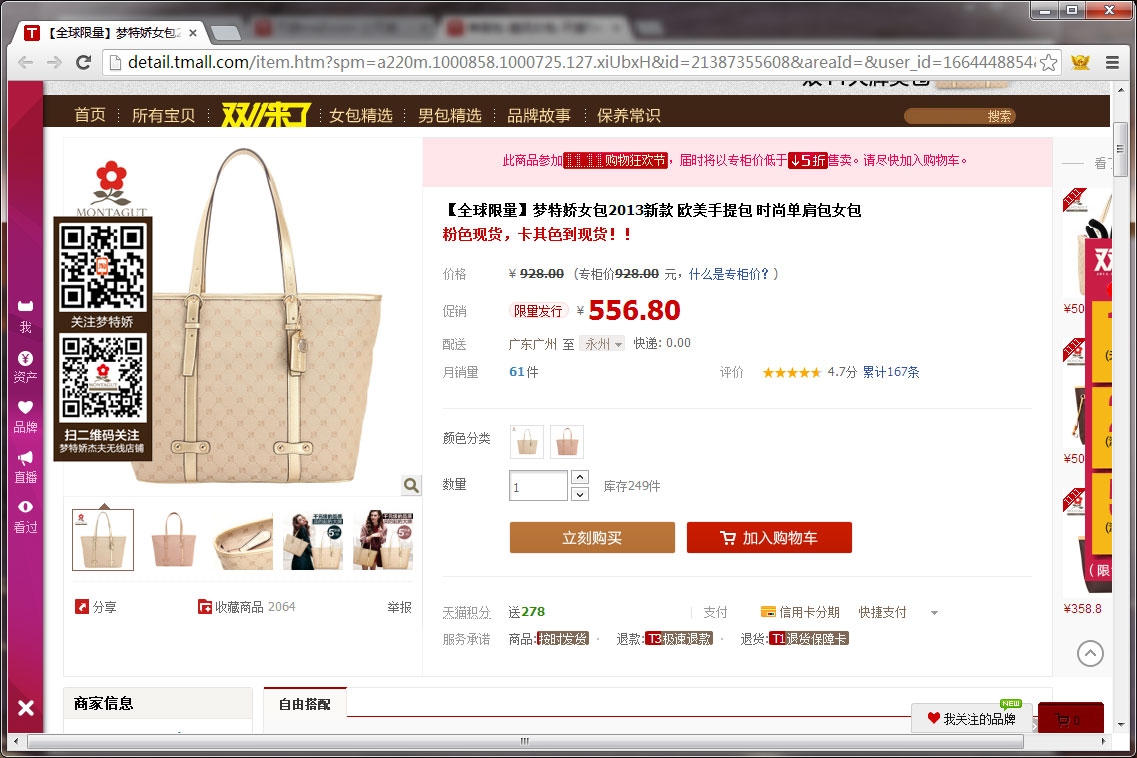 【全球限量】梦特娇女包2
detail.tmall.com/item.htm?spm=a220m.1000858.1000725.127.xiUbxH&id=21387355608&areaId=&user_id=1664448854&
首页 所有宝贝 双11来了 女包精选 男包精选 品牌故事 保养常识 搜索
MONTAGUT
关注梦特娇
扫二维码关注
梦特娇杰夫无线店铺
我
资产
品牌
直播
看过
此商品参加 购物狂欢节，届时将以专柜价低于↓5折售卖。请尽快加入购物车。
【全球限量】梦特娇女包2013新款 欧美手提包 时尚单肩包女包
粉色现货，卡其色到现货！！
价格 ¥ 928.00 （专柜价928.00 元，什么是专柜价？）
促销 限量发行 ¥ 556.80
配送 广东广州 至 永州 快递: 0.00
月销量 61件 评价 4.7分 累计167条
颜色分类
数量 1 库存249件
立刻购买 加入购物车
天猫积分 送278 支付 信用卡分期 快捷支付
服务承诺 商品:按时发货 · 退款:T3极速退款 · 退货:T1退货保障卡
分享 收藏商品 2064 举报
看了
¥50
¥50
¥358.8
（限
商家信息
自由搭配
NEW
我关注的品牌
0